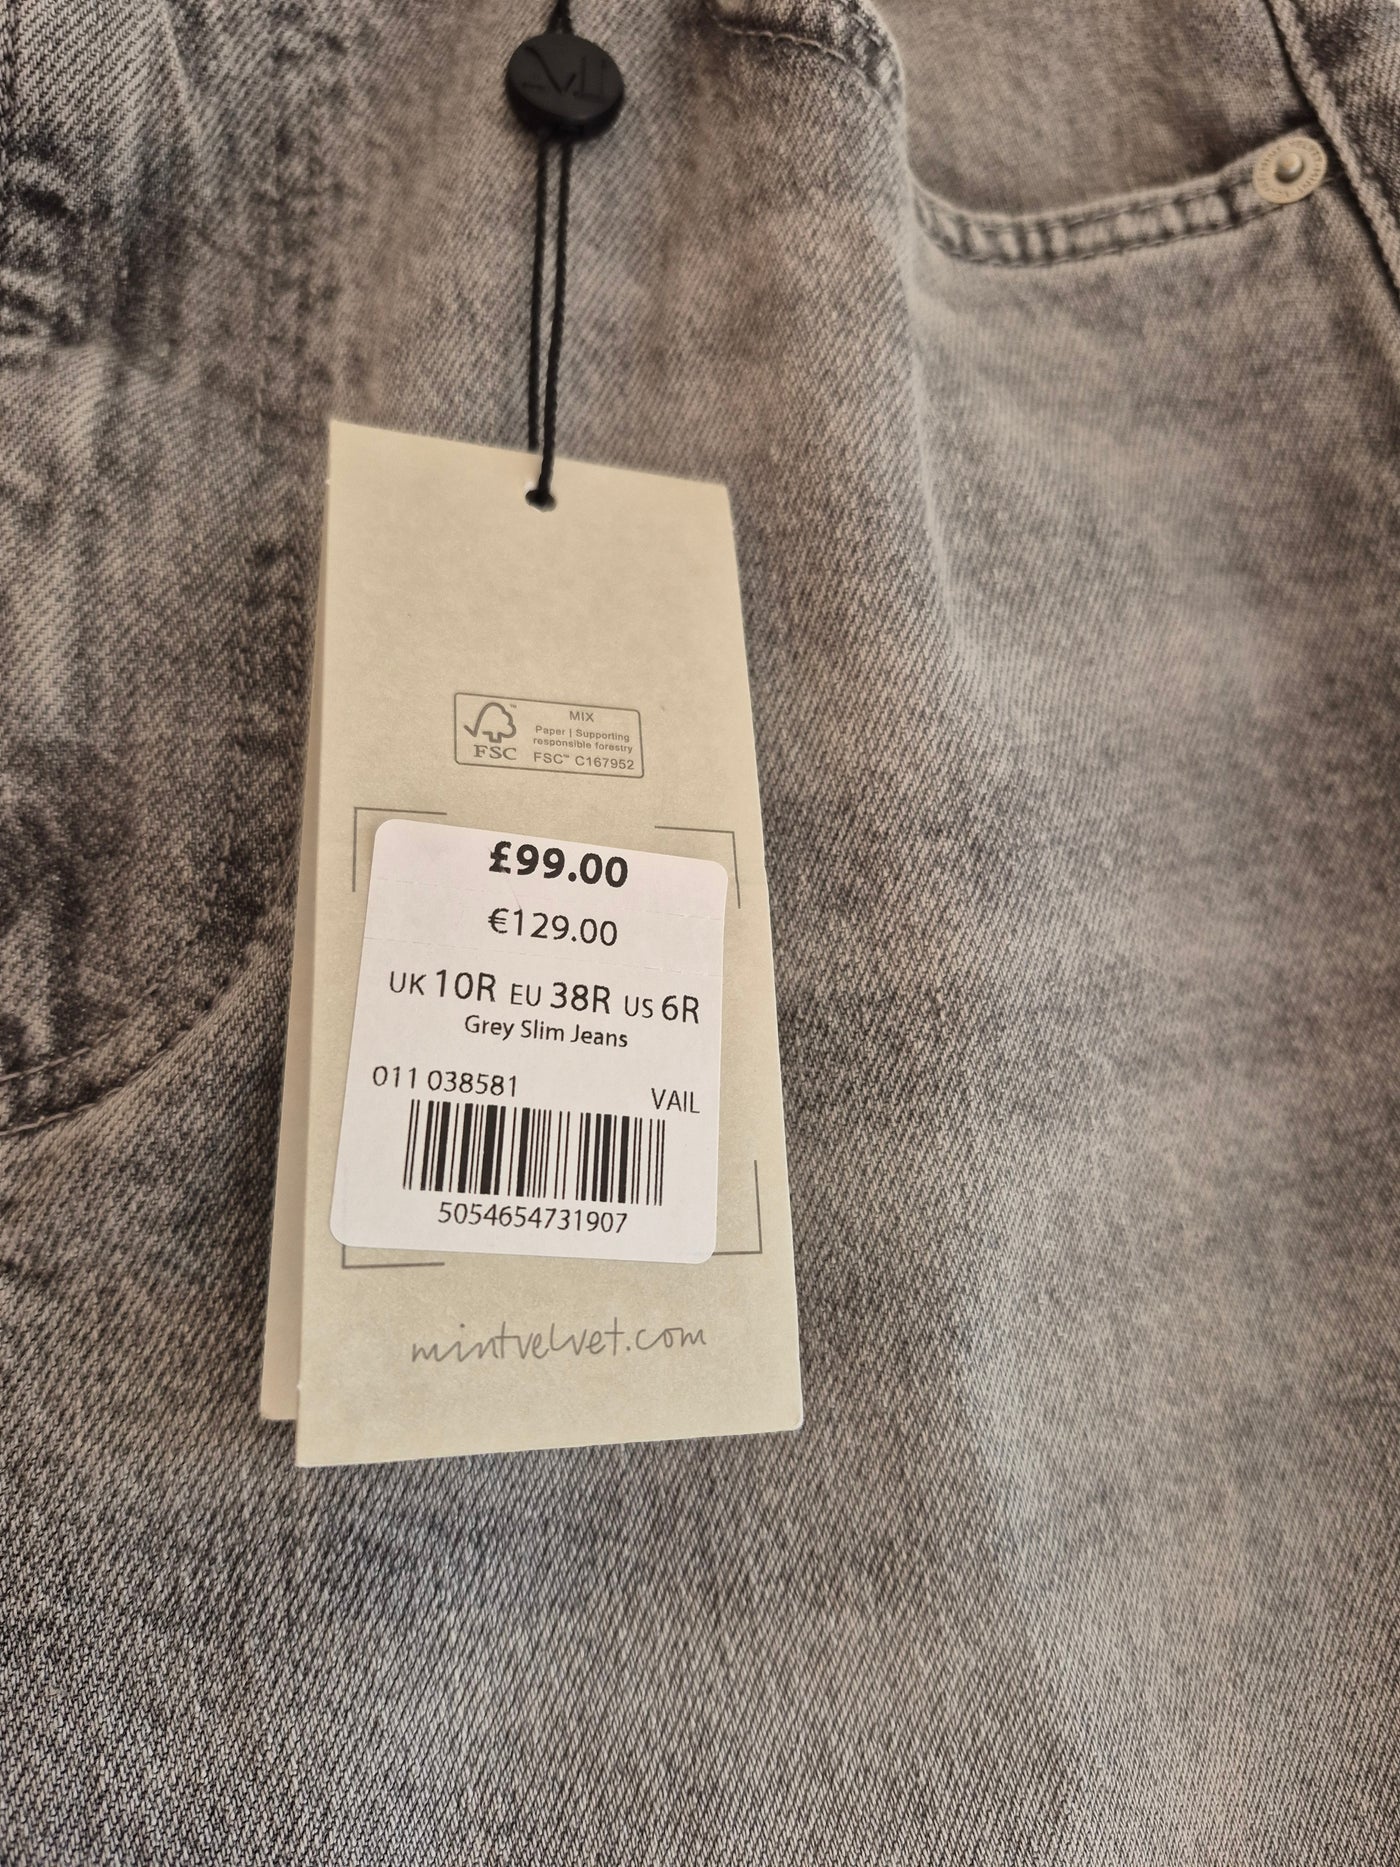 MIX
Paper | Supporting
responsible forestry
FSC™ C167952
FSC
£99.00
€129.00
UK 10R EU 38R US 6R
Grey Slim Jeans
011 038581
VAIL
5054654731907
mintvelvet.com